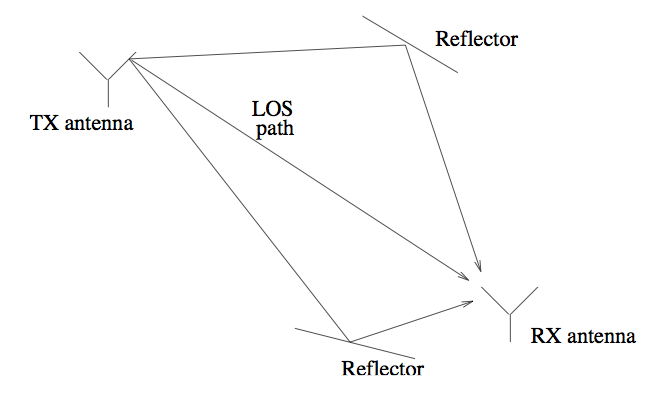 Reflector
LOS
path
TX antenna
RX antenna
Reflector